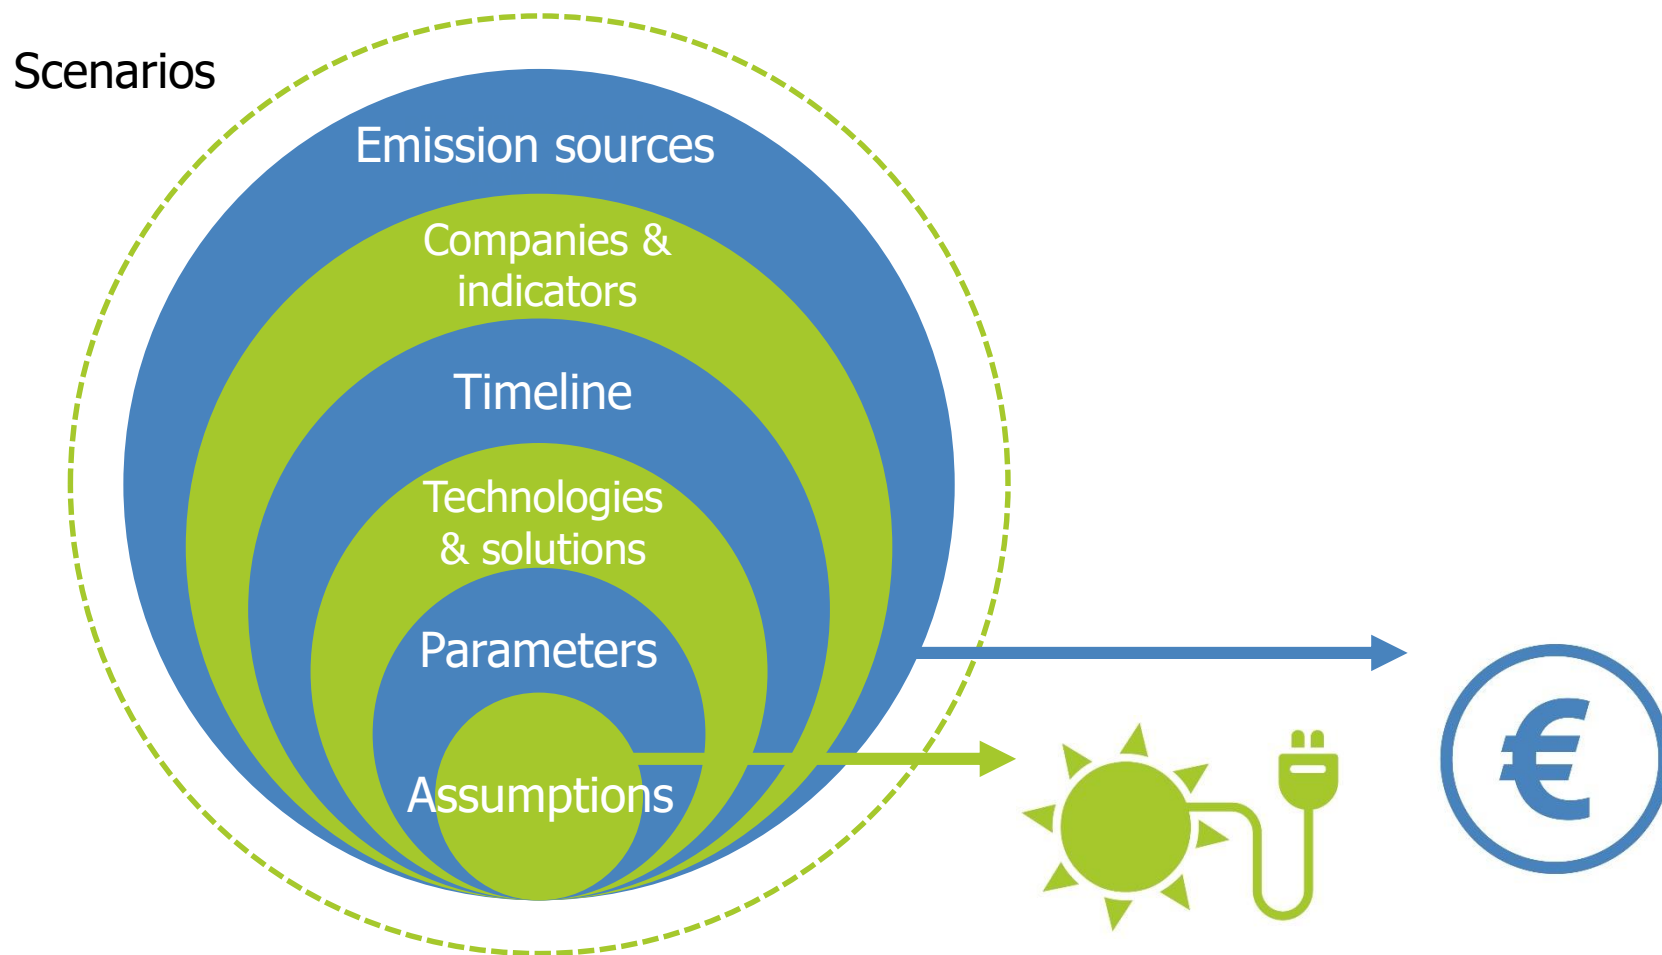 Scenarios
Emission sources
Companies &
indicators
Timeline
Technologies
& solutions
Parameters
Assumptions
€